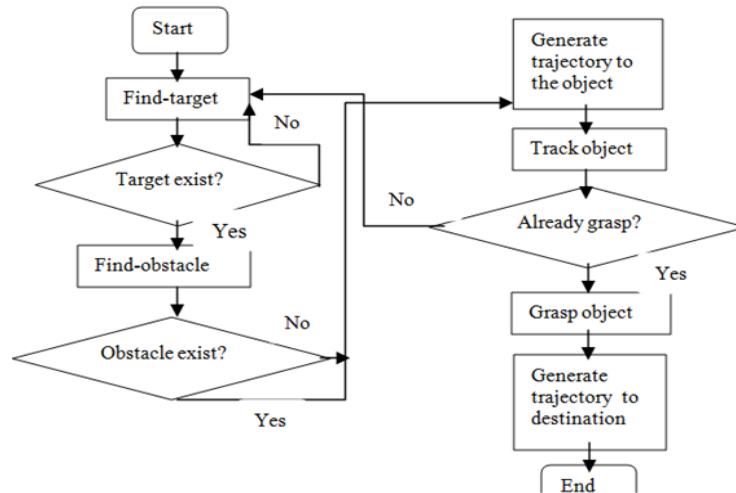 Start
Find-target
No
Target exist?
Yes
Find-obstacle
No
Obstacle exist?
Yes
Generate
trajectory to
the object
Track object
No
Already grasp?
Yes
Grasp object
Generate
trajectory to
destination
End